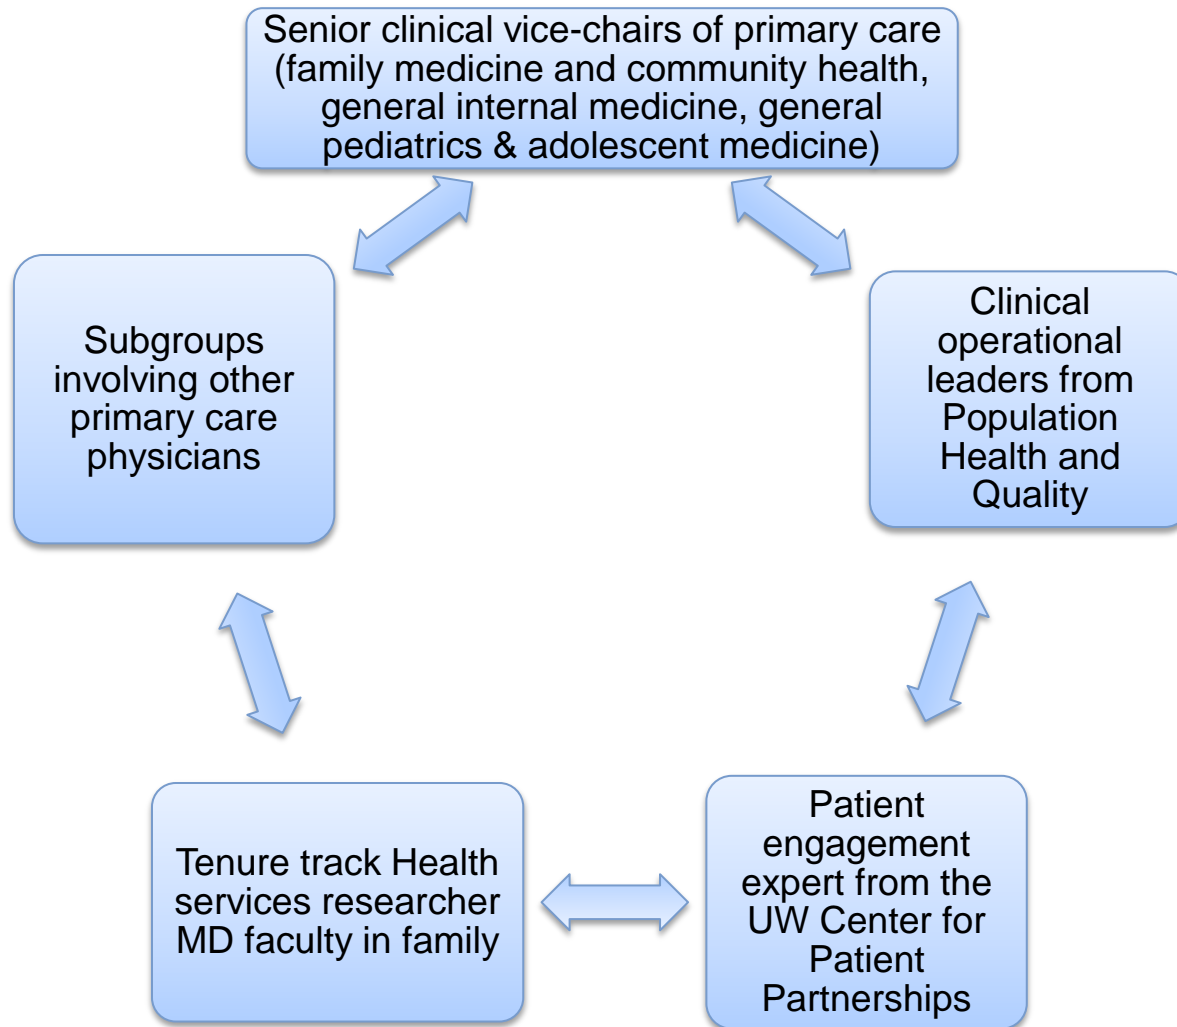 Senior clinical vice-chairs of primary care
(family medicine and community health,
general internal medicine, general
pediatrics & adolescent medicine)
Subgroups
involving other
primary care
physicians
Clinical
operational
leaders from
Population
Health and
Quality
Tenure track Health
services researcher
MD faculty in family
Patient
engagement
expert from the
UW Center for
Patient
Partnerships